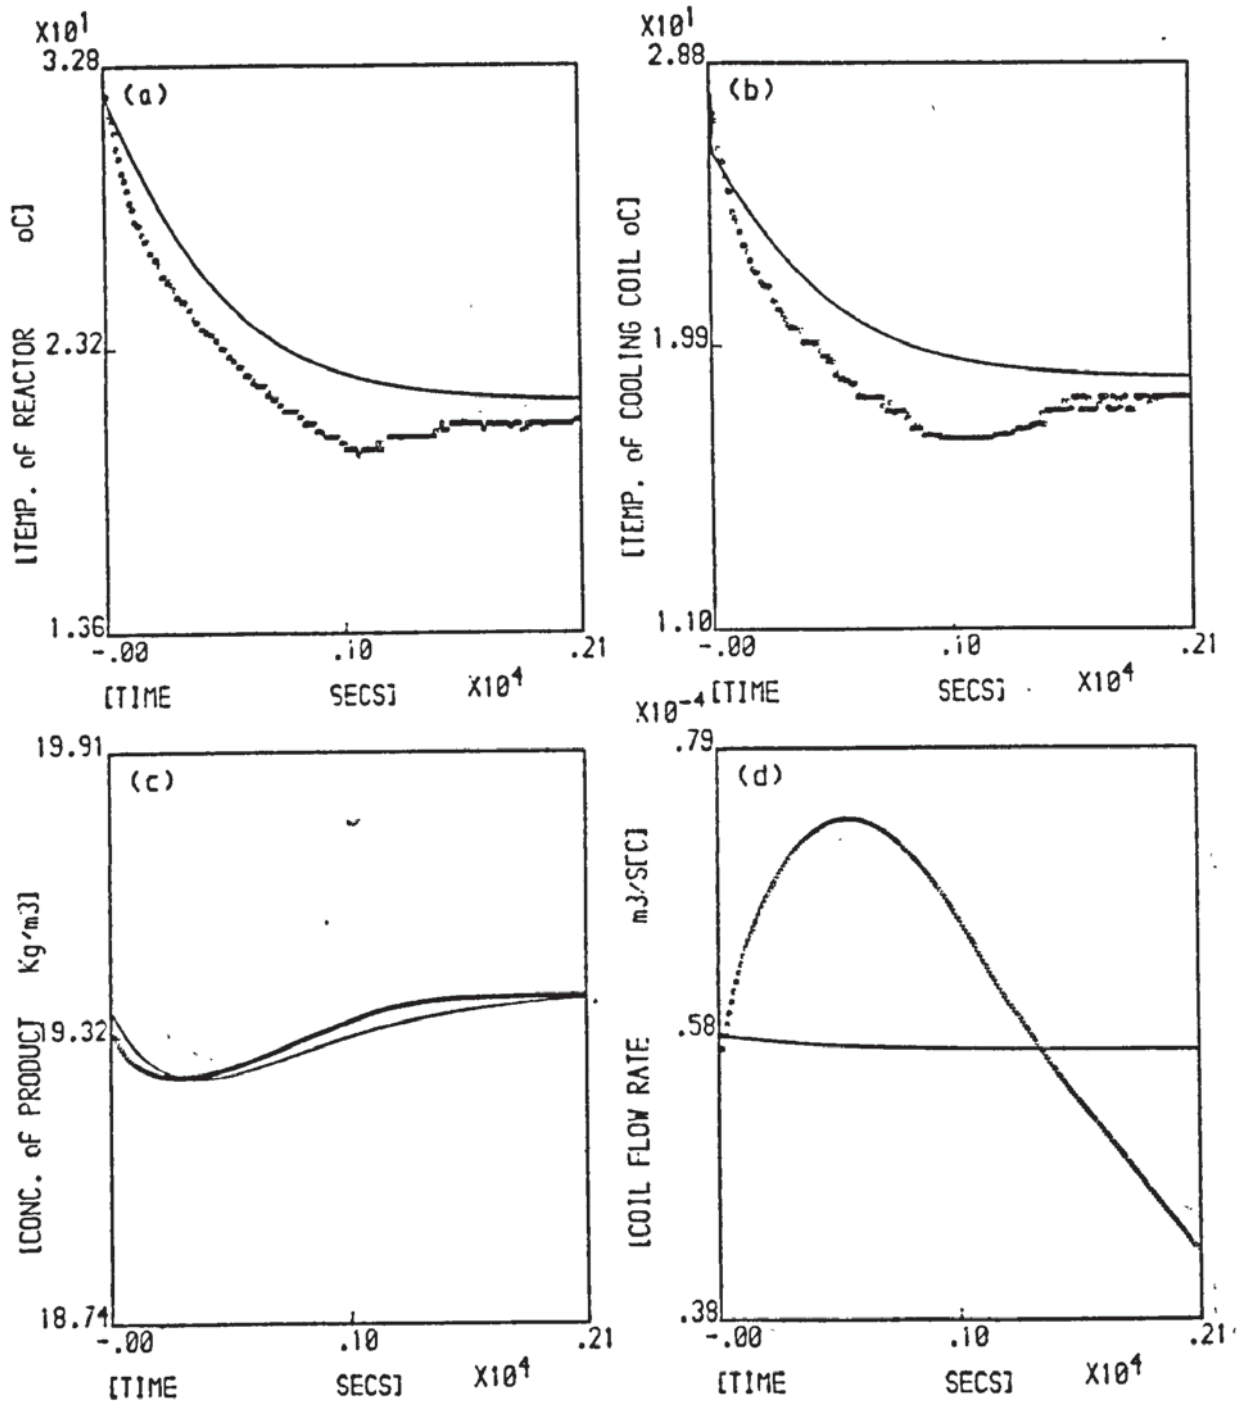 X10¹
3.28
(a)
[TEMP. oF REACTOR oC]
2.32
1.36
-.00 .10 .21
[TIME SECS] X10⁴
X10¹
2.88
(b)
[TEMP. oF COOLING COIL oC]
1.99
1.10
-.00 .10 .21
[TIME SECS] X10⁴
19.91
(c)
[CONC. oF PRODUCT Kg/m3]
19.32
18.74
-.00 .10 .21
[TIME SECS] X10⁴
X10⁻⁴
.79
(d)
[COIL FLOW RATE m3/SEC]
.58
.38
-.00 .10 .21
[TIME SECS] X10⁴